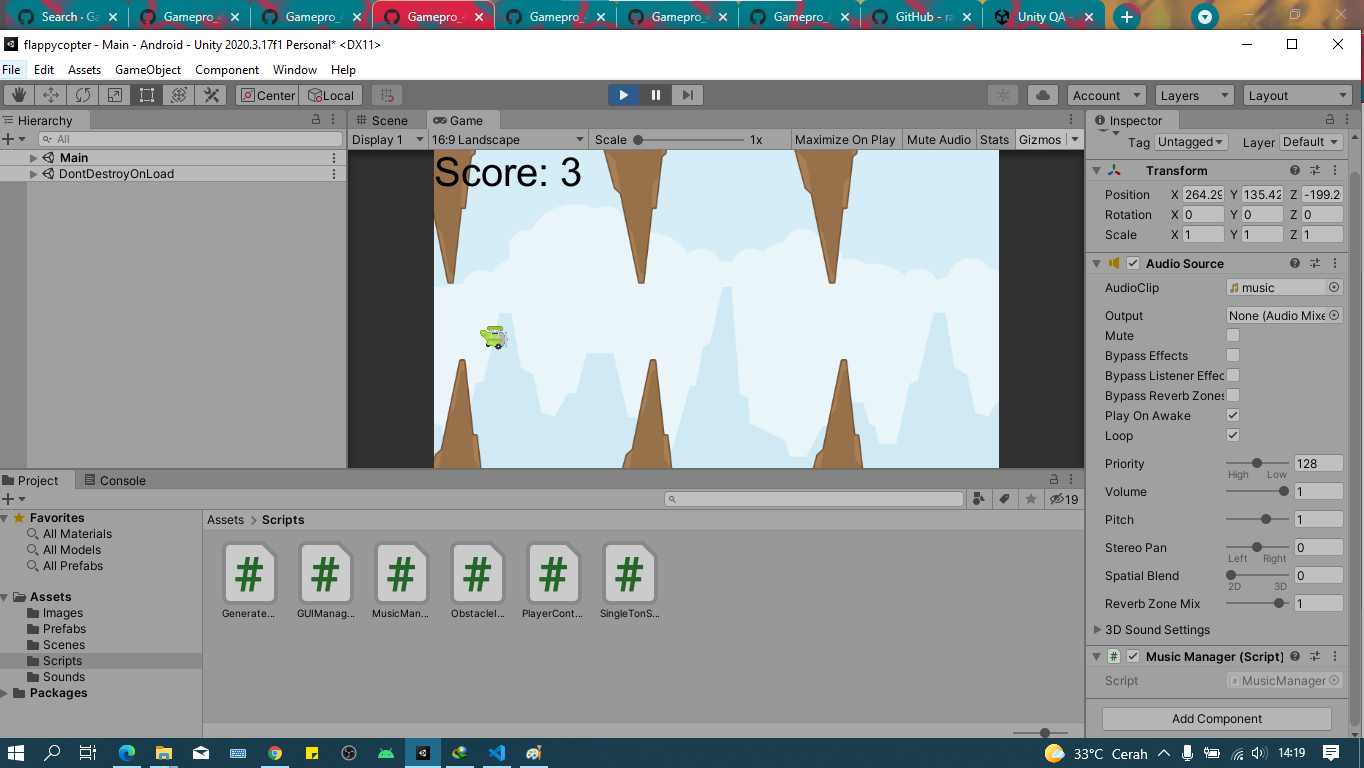 Search · Ga
Gamepro_4
Gamepro_4
Gamepro_4
Gamepro_4
Gamepro_4
Gamepro_4
GitHub - ra
Unity QA -
flappycopter - Main - Android - Unity 2020.3.17f1 Personal* <DX11>
File Edit Assets GameObject Component Window Help
Center Local Account Layers Layout
Hierarchy
All
Main
DontDestroyOnLoad
Scene Game
Display 1 16:9 Landscape Scale 1x Maximize On Play Mute Audio Stats Gizmos
Score: 3
Inspector
Tag Untagged Layer Default
Transform
Position X 264.29 Y 135.42 Z -199.2
Rotation X 0 Y 0 Z 0
Scale X 1 Y 1 Z 1
Audio Source
AudioClip music
Output None (Audio Mixe
Mute
Bypass Effects
Bypass Listener Effec
Bypass Reverb Zones
Play On Awake
Loop
Priority 128
High Low
Volume 1
Pitch 1
Stereo Pan 0
Left Right
Spatial Blend 0
2D 3D
Reverb Zone Mix 1
3D Sound Settings
Music Manager (Script)
Script MusicManager
Add Component
Project Console
19
Favorites
All Materials
All Models
All Prefabs
Assets
Images
Prefabs
Scenes
Scripts
Sounds
Packages
Assets > Scripts
Generate...
GUIManag...
MusicMan...
ObstacleI...
PlayerCont...
SingleTonS...
33°C Cerah 14:19